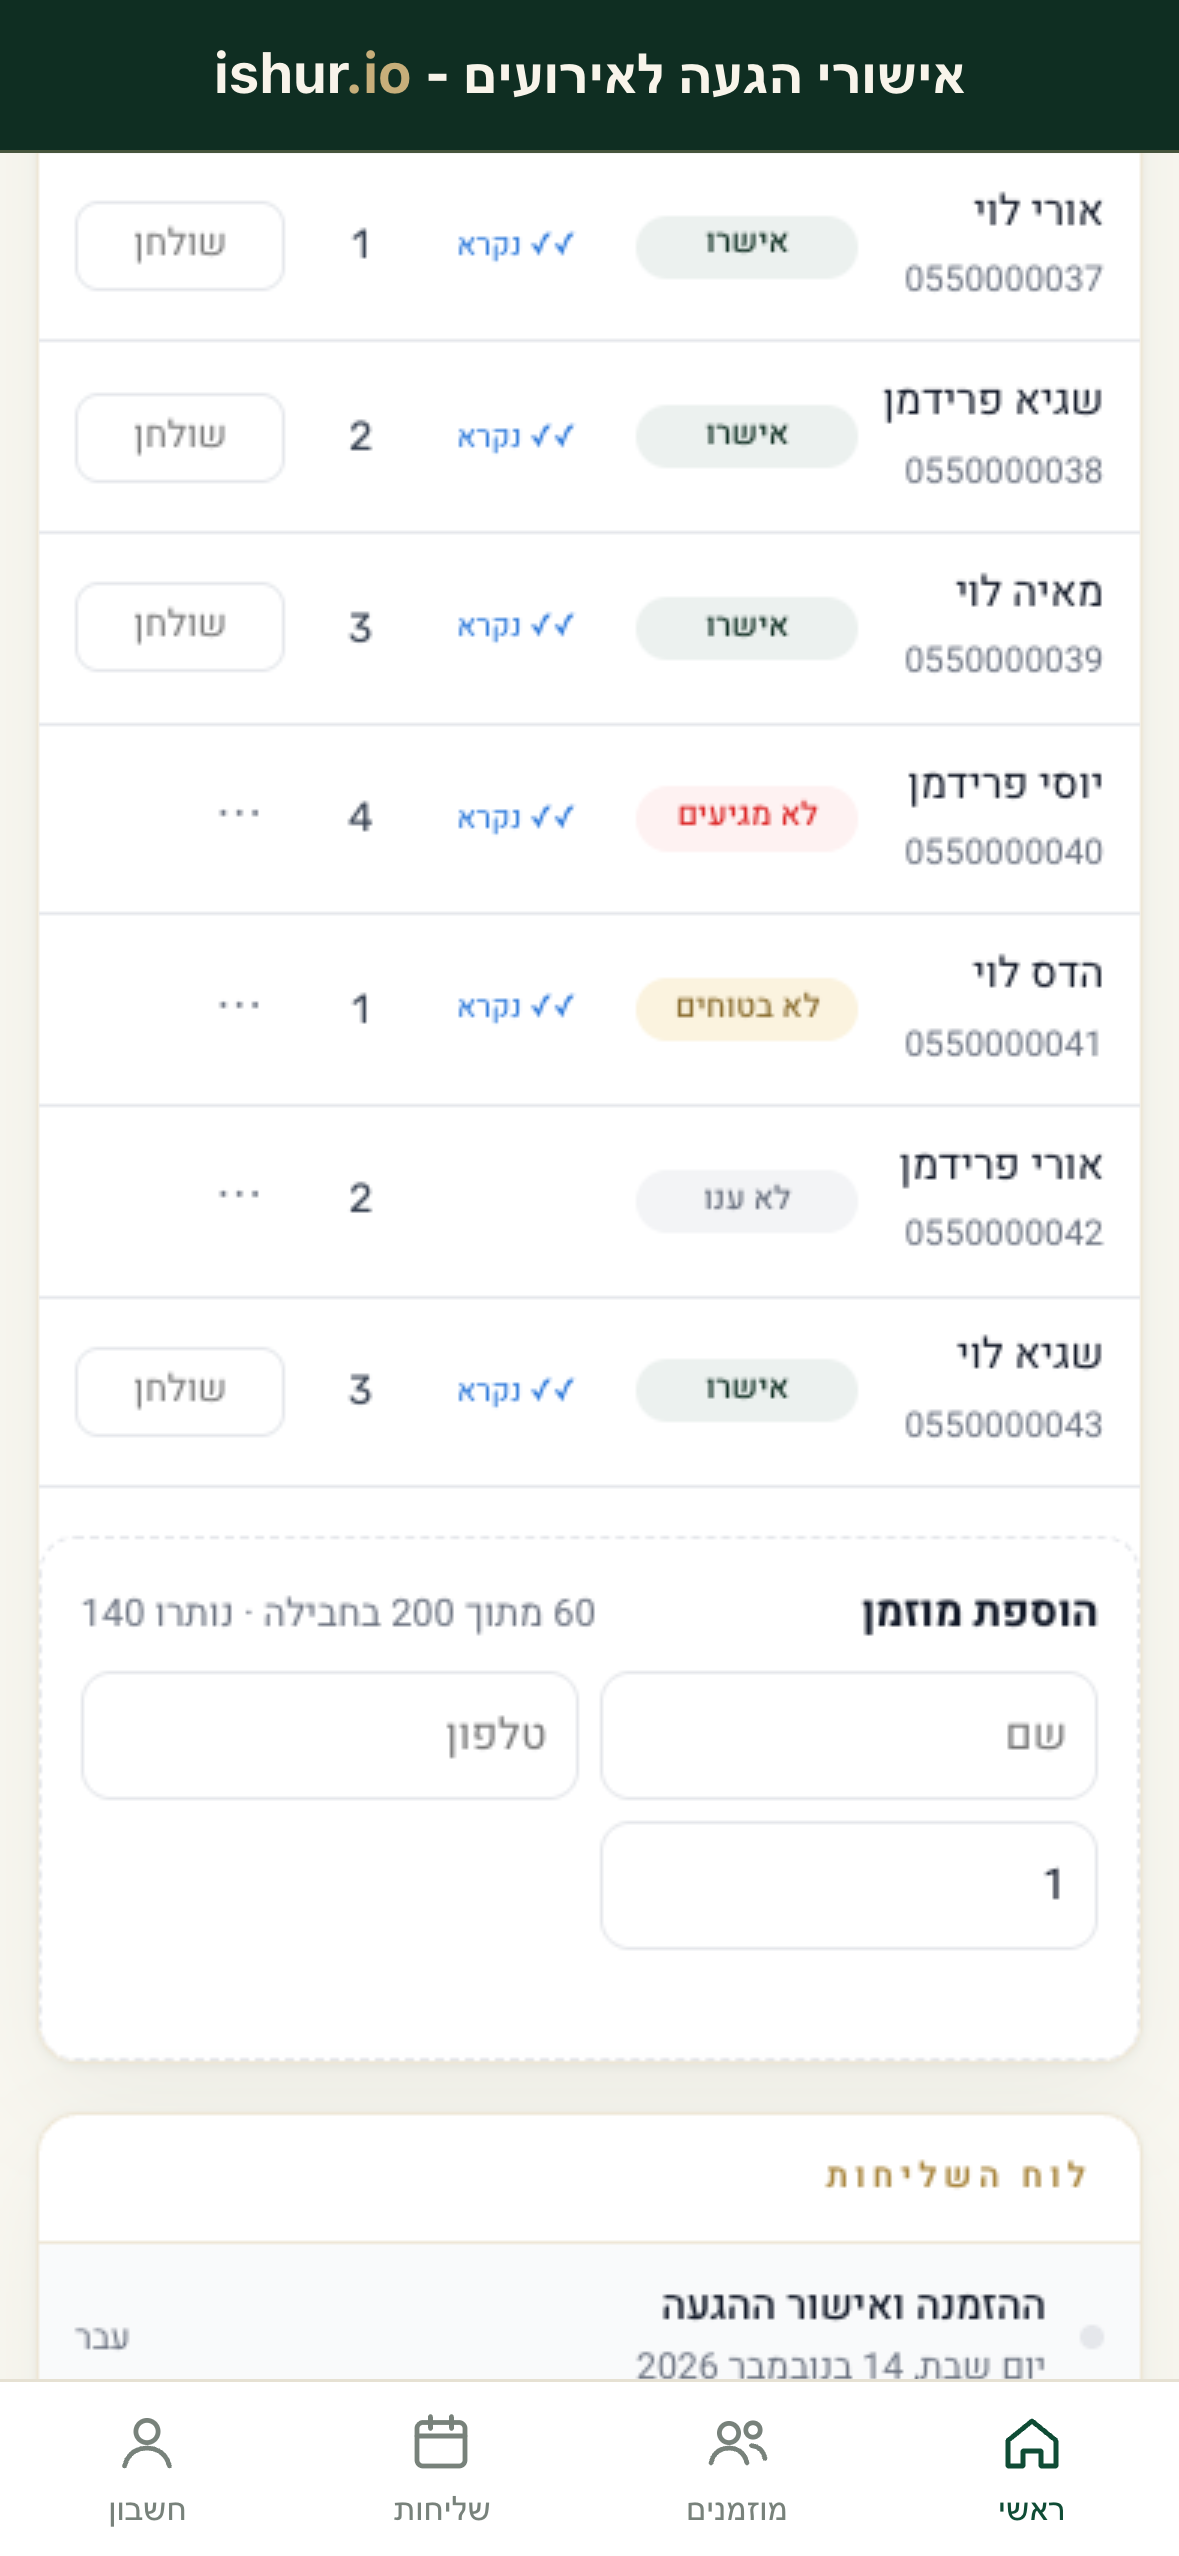 אישורי הגעה לאירועים - ishur.io
אורי לוי
0550000037
אישרו
✓✓ נקרא
1
שולחן
שגיא פרידמן
0550000038
אישרו
✓✓ נקרא
2
שולחן
מאיה לוי
0550000039
אישרו
✓✓ נקרא
3
שולחן
יוסי פרידמן
0550000040
לא מגיעים
✓✓ נקרא
4
...
הדס לוי
0550000041
לא בטוחים
✓✓ נקרא
1
...
אורי פרידמן
0550000042
לא ענו
2
...
שגיא לוי
0550000043
אישרו
✓✓ נקרא
3
שולחן
הוספת מוזמן
60 מתוך 200 בחבילה · נותרו 140
שם
טלפון
1
לוח השליחות
ההזמנה ואישור ההגעה
יום שבת, 14 בנובמבר 2026
עבר
ראשי
מוזמנים
שליחות
חשבון